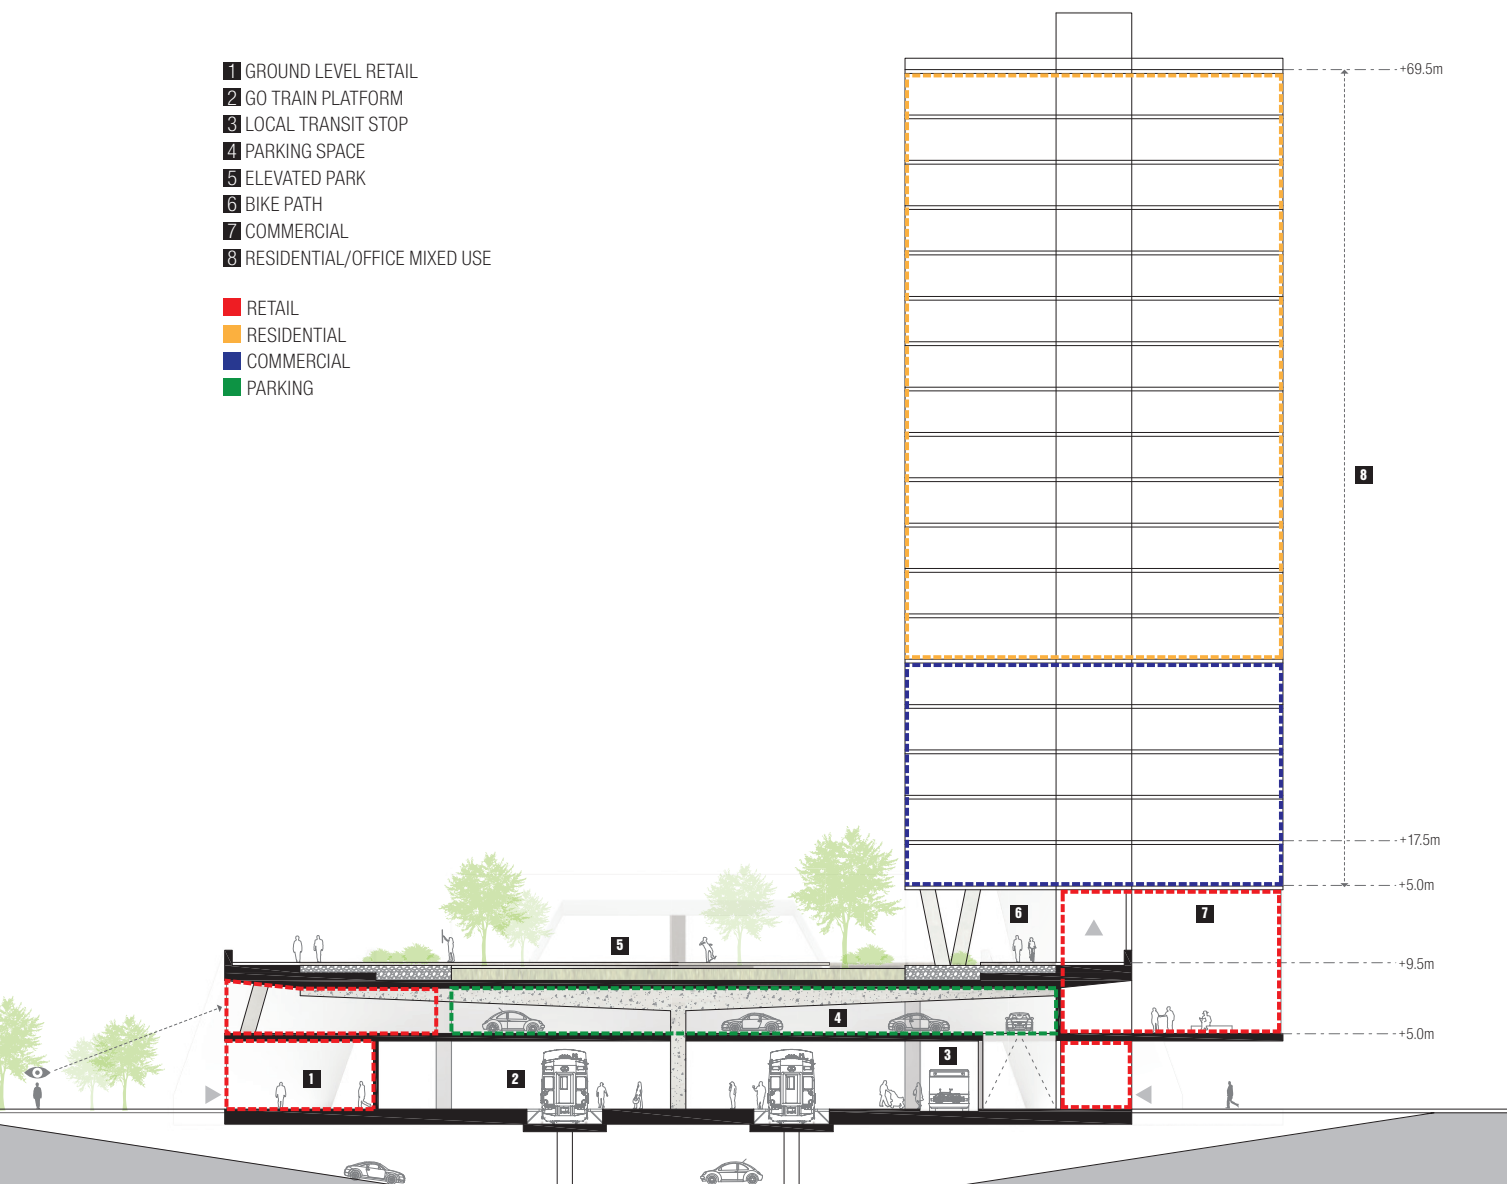 1 GROUND LEVEL RETAIL
2 GO TRAIN PLATFORM
3 LOCAL TRANSIT STOP
4 PARKING SPACE
5 ELEVATED PARK
6 BIKE PATH
7 COMMERCIAL
8 RESIDENTIAL/OFFICE MIXED USE
RETAIL
RESIDENTIAL
COMMERCIAL
PARKING
+69.5m
8
+17.5m
+5.0m
6
7
5
+9.5m
4
+5.0m
3
1
2